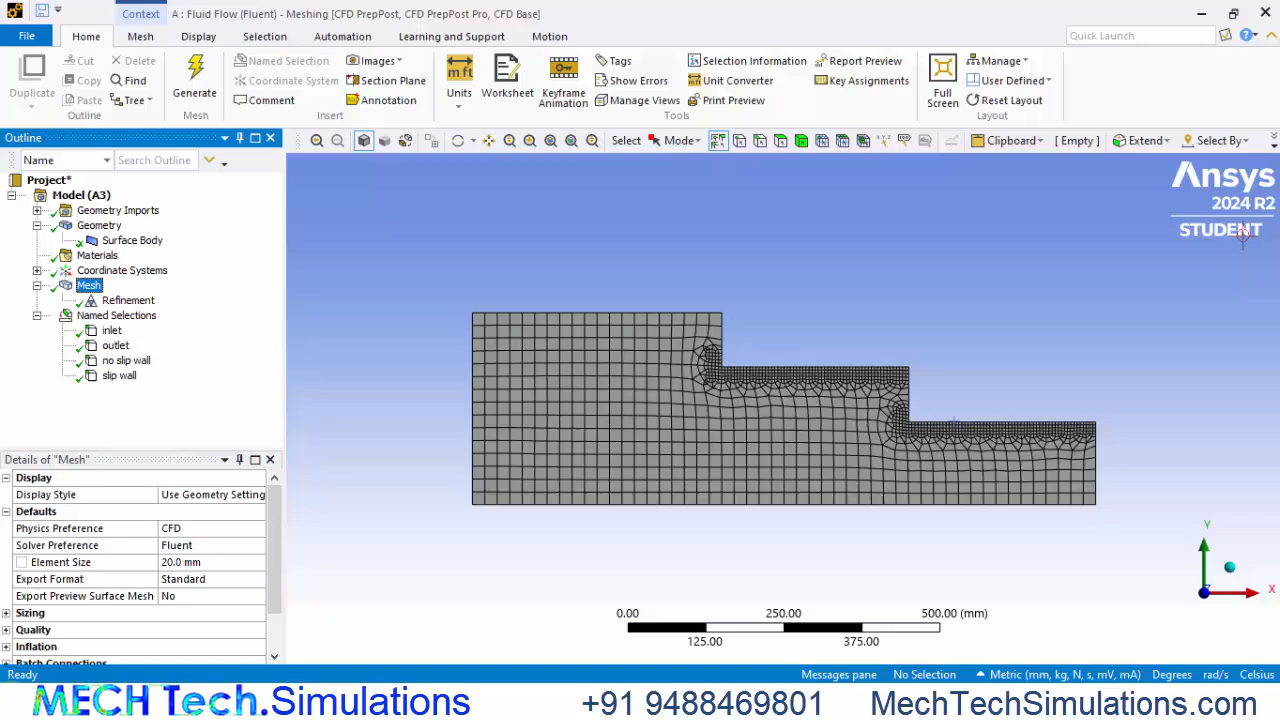 Context
A : Fluid Flow (Fluent) - Meshing [CFD PrepPost, CFD PrepPost Pro, CFD Base]
File
Home
Mesh
Display
Selection
Automation
Learning and Support
Motion
Quick Launch
Duplicate
Cut
Copy
Paste
Delete
Find
Tree
Outline
Generate
Mesh
Named Selection
Coordinate System
Comment
Images
Section Plane
Annotation
Insert
Units
Worksheet
Keyframe
Animation
Tags
Show Errors
Manage Views
Selection Information
Unit Converter
Print Preview
Report Preview
Key Assignments
Tools
Full
Screen
Manage
User Defined
Reset Layout
Layout
Outline
Select
Mode
Clipboard
[ Empty ]
Extend
Select By
Name
Search Outline
Project*
Model (A3)
Geometry Imports
Geometry
Surface Body
Materials
Coordinate Systems
Mesh
Refinement
Named Selections
inlet
outlet
no slip wall
slip wall
Ansys
2024 R2
STUDENT
Details of "Mesh"
Display
Display Style Use Geometry Setting
Defaults
Physics Preference CFD
Solver Preference Fluent
Element Size 20.0 mm
Export Format Standard
Export Preview Surface Mesh No
Sizing
Quality
Inflation
Y
Z
X
0.00 250.00 500.00 (mm)
125.00 375.00
Ready
Messages pane
No Selection
Metric (mm, kg, N, s, mV, mA)
Degrees
rad/s
Celsius
MECH Tech.Simulations +91 9488469801 MechTechSimulations.com